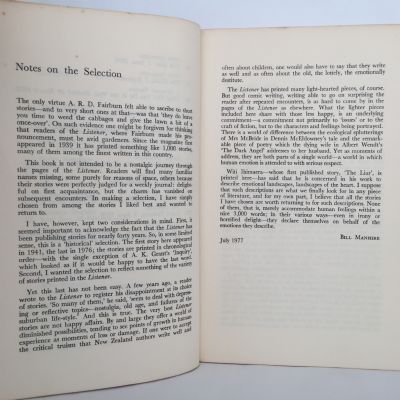 Notes on the Selection
The only virtue A. R. D. Fairburn felt able to ascribe to short
stories—and to very short ones at that—was that 'they do leave
you time to weed the cabbages and give the lawn a bit of a
once-over'. On such evidence one might be forgiven for thinking
that readers of the Listener, where Fairburn made his pro-
nouncement, must be avid gardeners. Since the magazine first
appeared in 1939 it has printed something like 1,000 stories,
many of them among the finest written in this country.
This book is not intended to be a nostalgic journey through
the pages of the Listener. Readers will find many familiar
names missing, some purely for reasons of space, others because
their stories were perfectly judged for a weekly journal: delight-
ful on first acquaintance, but the charm has vanished at
subsequent encounters. In making a selection, I have simply
chosen from among the stories I liked best and wanted to
return to.
I have, however, kept two considerations in mind. First, it
seemed important to acknowledge the fact that the Listener has
been publishing stories for nearly forty years. So, in some limited
sense, this is a 'historical' selection. The first story here appeared
in 1941, the last in 1976; the stories are printed in chronological
order—with the single exception of A. K. Grant's 'Inquiry',
which looked as if it would be happy to have the last word.
Second, I wanted the selection to reflect something of the variety
of stories printed in the Listener.
Yet this last has not been easy. A few years ago, a reader
wrote to the Listener to register his disappointment at its choice
of stories. 'So many of them,' he said, 'seem to deal with depress-
ing or reflective topics—nostalgia, old age, and failures of the
suburban life-style.' And this is true. The very best Listener
stories are not happy affairs. By and large they offer a world of
diminished possibilities, tending to see points of growth in human
experience as moments of loss or damage. If one were to accept
the critical truism that New Zealand authors write well and
often about children, one would also have to say that they write
as well and as often about the old, the lonely, the emotionally
destitute.
The Listener has printed many light-hearted pieces, of course.
But good comic writing, writing able to go on surprising the
reader after repeated encounters, is as hard to come by in the
pages of the Listener as elsewhere. What the lighter pieces
included here share with those less happy, is an underlying
commitment—a commitment not primarily to 'issues' or to the
craft of fiction, but to the characters and feelings being portrayed.
There is a world of difference between the ecological splutterings
of Mrs McBride in Dennis McEldowney's tale and the remark-
able piece of poetry which the dying wife in Albert Wendt's
'The Dark Angel' addresses to her husband. Yet, as moments of
address, they are both parts of a single world—a world in which
human emotion is attended to with serious respect.
Witi Ihimaera—whose first published story, 'The Liar', is
printed here—has said that he is concerned in his work to
describe emotional landscapes, landscapes of the heart. I suppose
that such descriptions are what we finally look for in any piece
of literature, and for my own part, I believe that all the stories
I have chosen are worth returning to for such descriptions. None
of them, that is, merely accommodate human feelings within a
nice 3,000 words; in their various ways—even in irony or
horrified delight—they declare themselves on behalf of the
emotions they discover.
BILL MANHIRE
July 1977